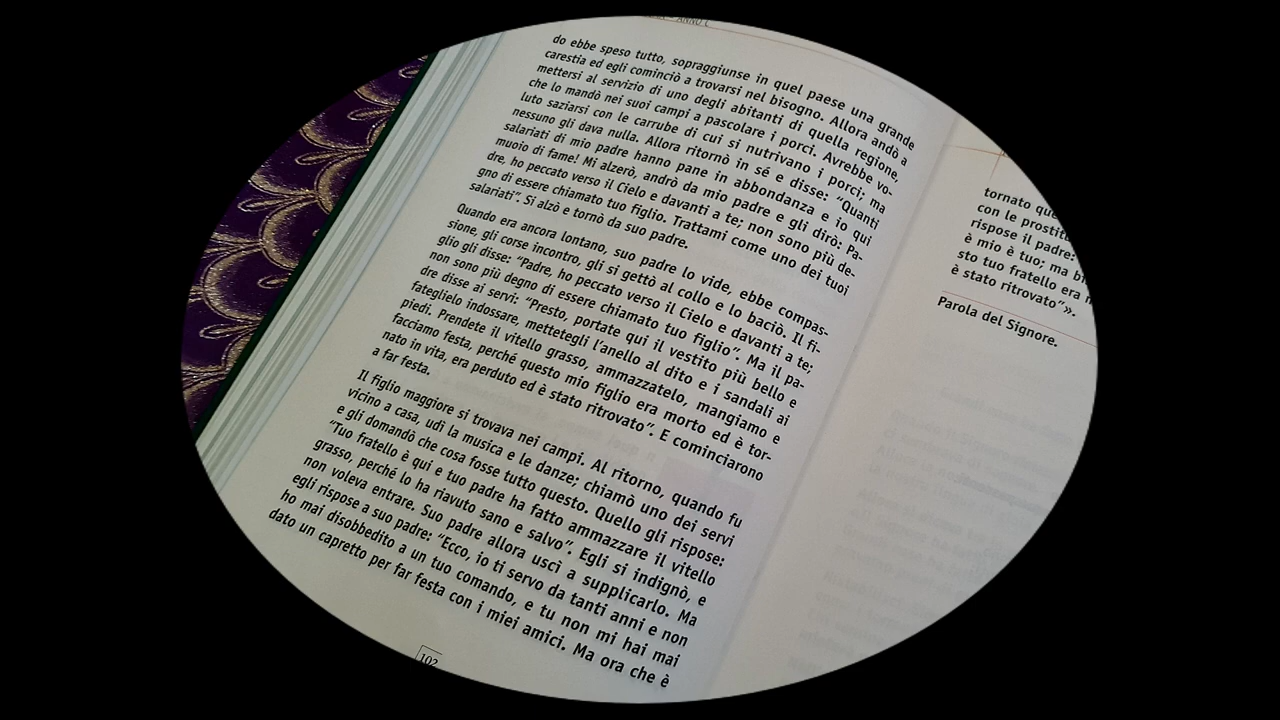 ANNO C
do ebbe speso tutto, sopraggiunse in quel paese una grande
carestia ed egli cominciò a trovarsi nel bisogno. Allora andò a
mettersi al servizio di uno degli abitanti di quella regione,
che lo mandò nei suoi campi a pascolare i porci. Avrebbe vo-
luto saziarsi con le carrube di cui si nutrivano i porci; ma
nessuno gli dava nulla. Allora ritornò in sé e disse: “Quanti
salariati di mio padre hanno pane in abbondanza e io qui
muoio di fame! Mi alzerò, andrò da mio padre e gli dirò: Pa-
dre, ho peccato verso il Cielo e davanti a te; non sono più de-
gno di essere chiamato tuo figlio. Trattami come uno dei tuoi
salariati”. Si alzò e tornò da suo padre.
Quando era ancora lontano, suo padre lo vide, ebbe compas-
sione, gli corse incontro, gli si gettò al collo e lo baciò. Il fi-
glio gli disse: “Padre, ho peccato verso il Cielo e davanti a te;
non sono più degno di essere chiamato tuo figlio”. Ma il pa-
dre disse ai servi: “Presto, portate qui il vestito più bello e
fateglielo indossare, mettetegli l’anello al dito e i sandali ai
piedi. Prendete il vitello grasso, ammazzatelo, mangiamo e
facciamo festa, perché questo mio figlio era morto ed è tor-
nato in vita, era perduto ed è stato ritrovato”. E cominciarono
a far festa.
Il figlio maggiore si trovava nei campi. Al ritorno, quando fu
vicino a casa, udì la musica e le danze; chiamò uno dei servi
e gli domandò che cosa fosse tutto questo. Quello gli rispose:
“Tuo fratello è qui e tuo padre ha fatto ammazzare il vitello
grasso, perché lo ha riavuto sano e salvo”. Egli si indignò, e
non voleva entrare. Suo padre allora uscì a supplicarlo. Ma
egli rispose a suo padre: “Ecco, io ti servo da tanti anni e non
ho mai disobbedito a un tuo comando, e tu non mi hai mai
dato un capretto per far festa con i miei amici. Ma ora che è
102
tornato
con le
rispose il padre:
è mio è tuo; ma
sto tuo fratello era
è stato ritrovato”».
Parola del Signore.